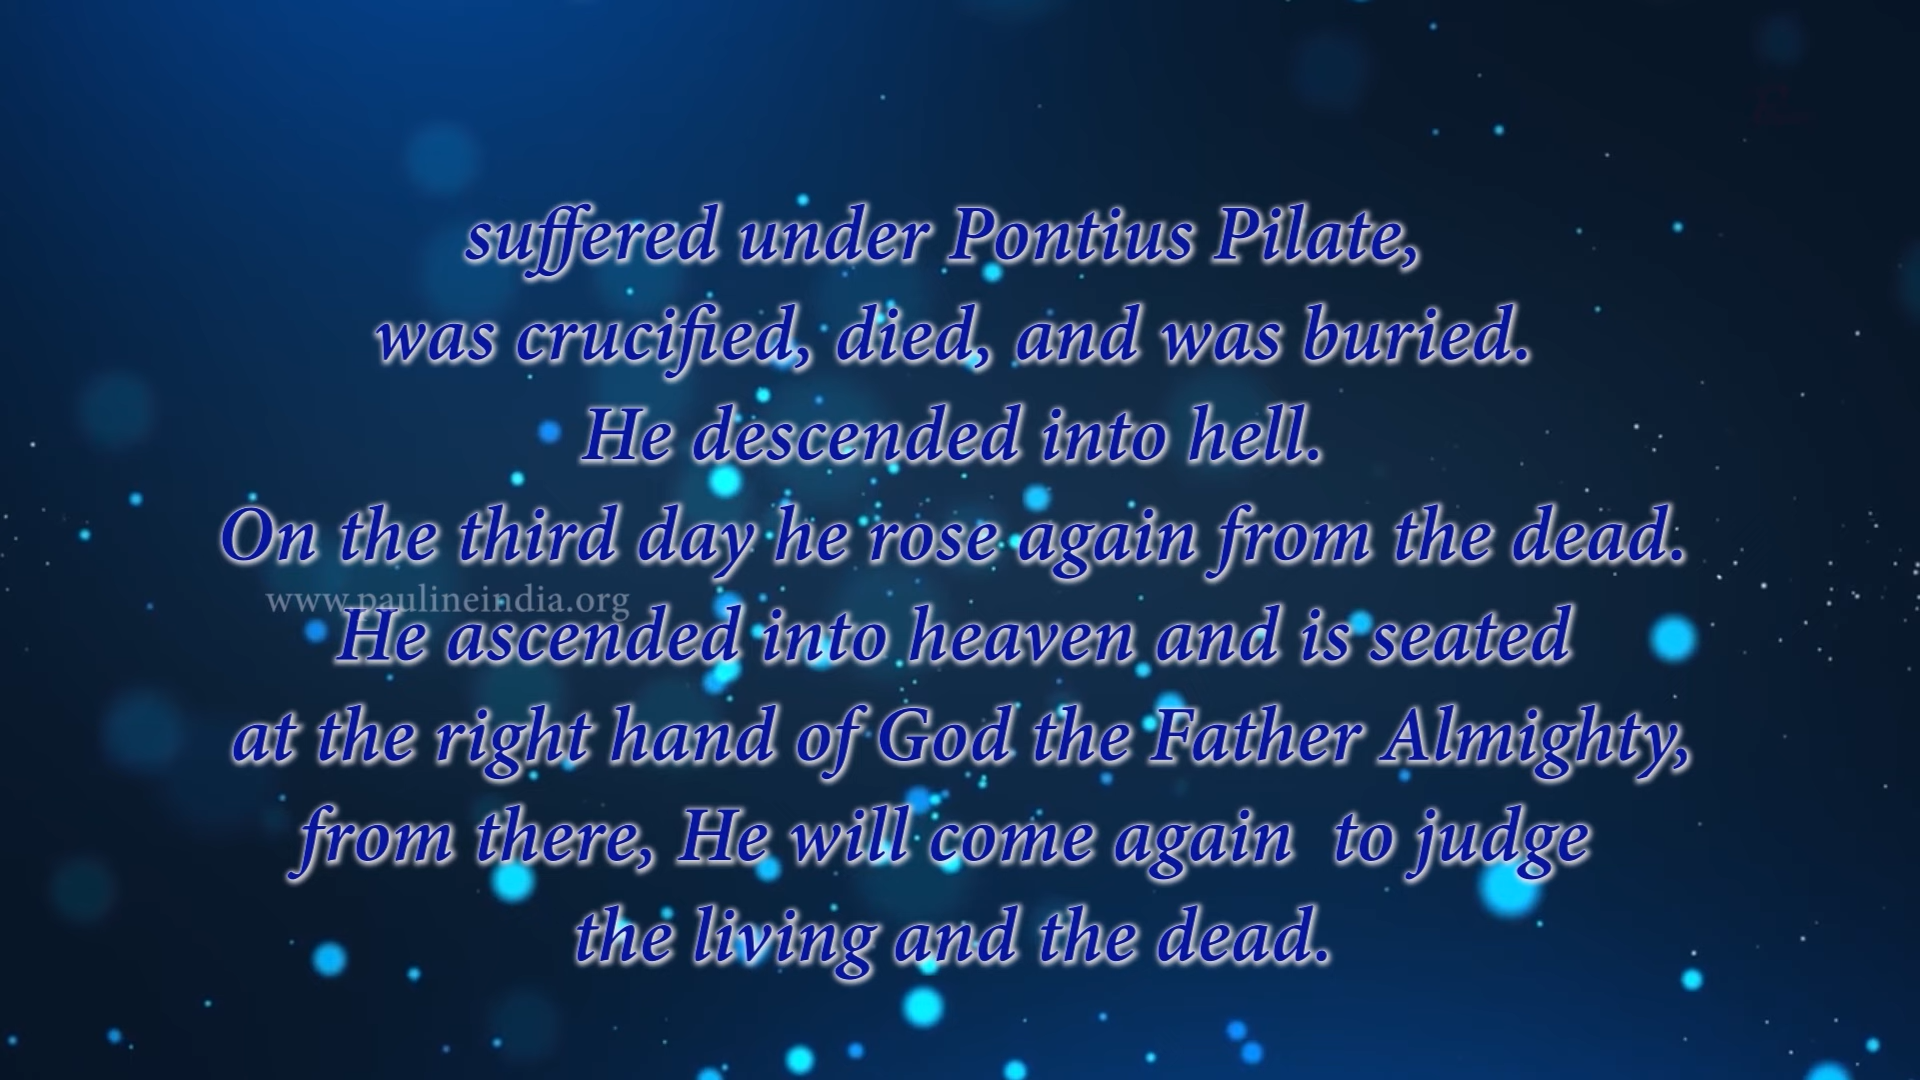 suffered under Pontius Pilate,
was crucified, died, and was buried.
He descended into hell.
On the third day he rose again from the dead.
www.paulineindia.org
He ascended into heaven and is seated
at the right hand of God the Father Almighty,
from there, He will come again to judge
the living and the dead.